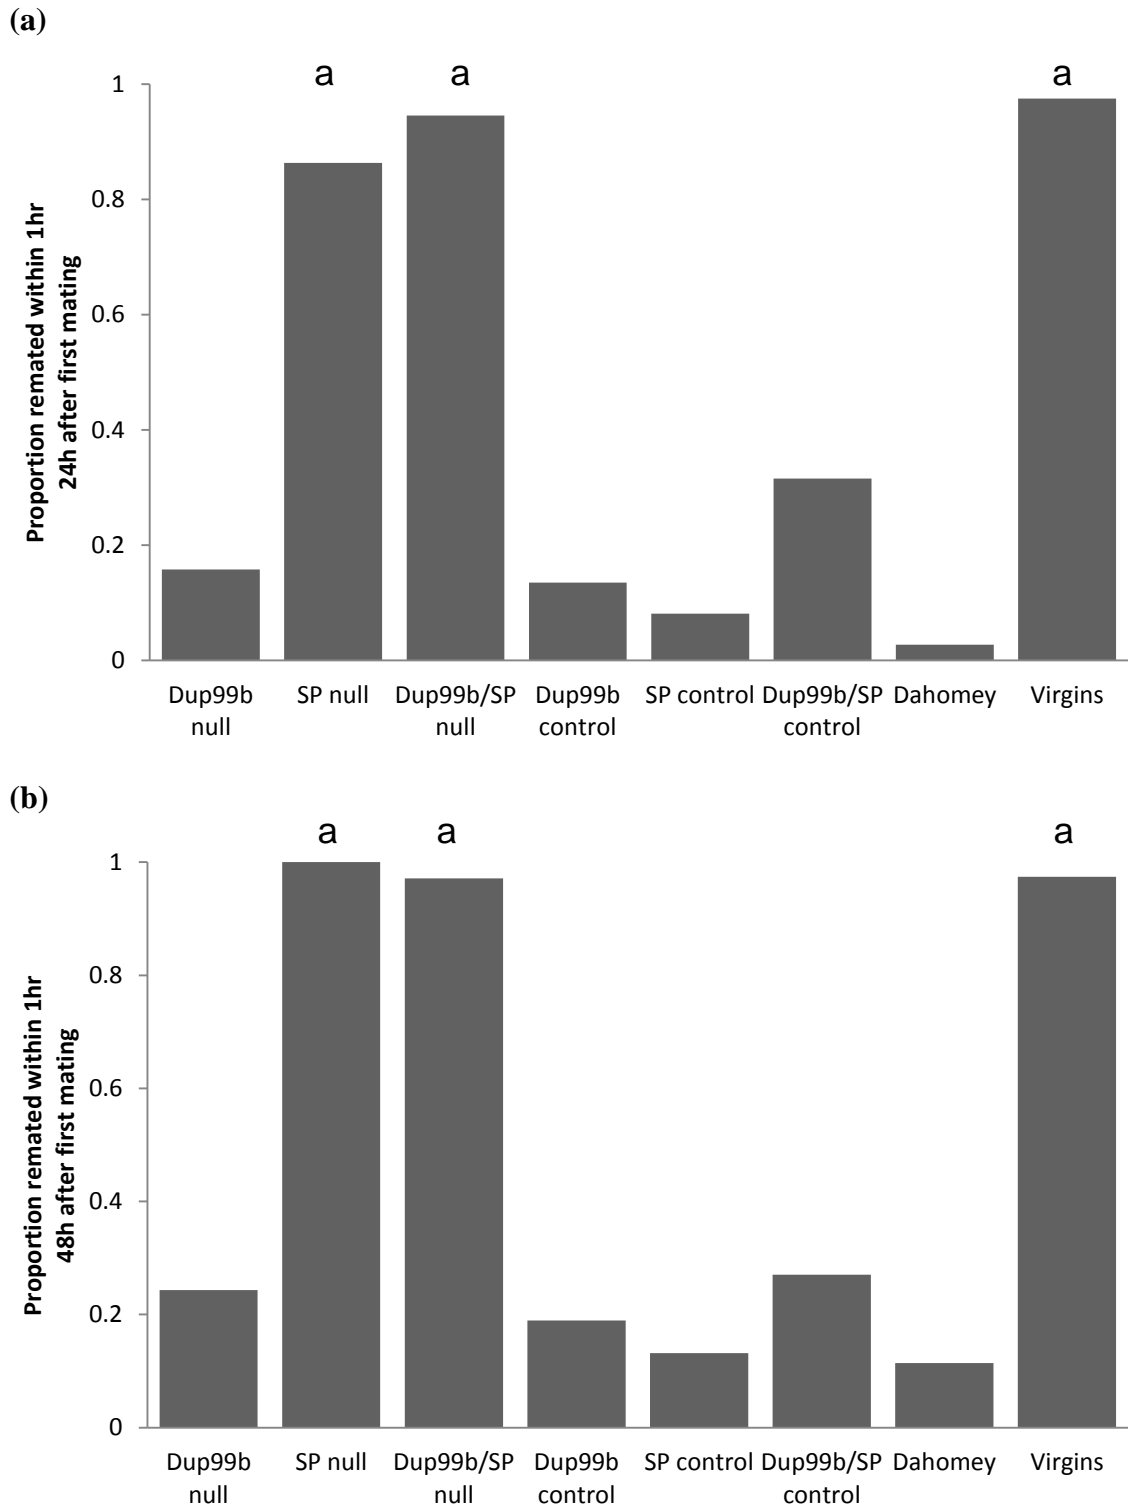 (a)
a a a
Proportion remated within 1hr
24h after first mating
1
0.8
0.6
0.4
0.2
0
Dup99b SP null Dup99b/SP Dup99b SP control Dup99b/SP Dahomey Virgins
null null control control
(b)
a a a
Proportion remated within 1hr
48h after first mating
1
0.8
0.6
0.4
0.2
0
Dup99b SP null Dup99b/SP Dup99b SP control Dup99b/SP Dahomey Virgins
null null control control